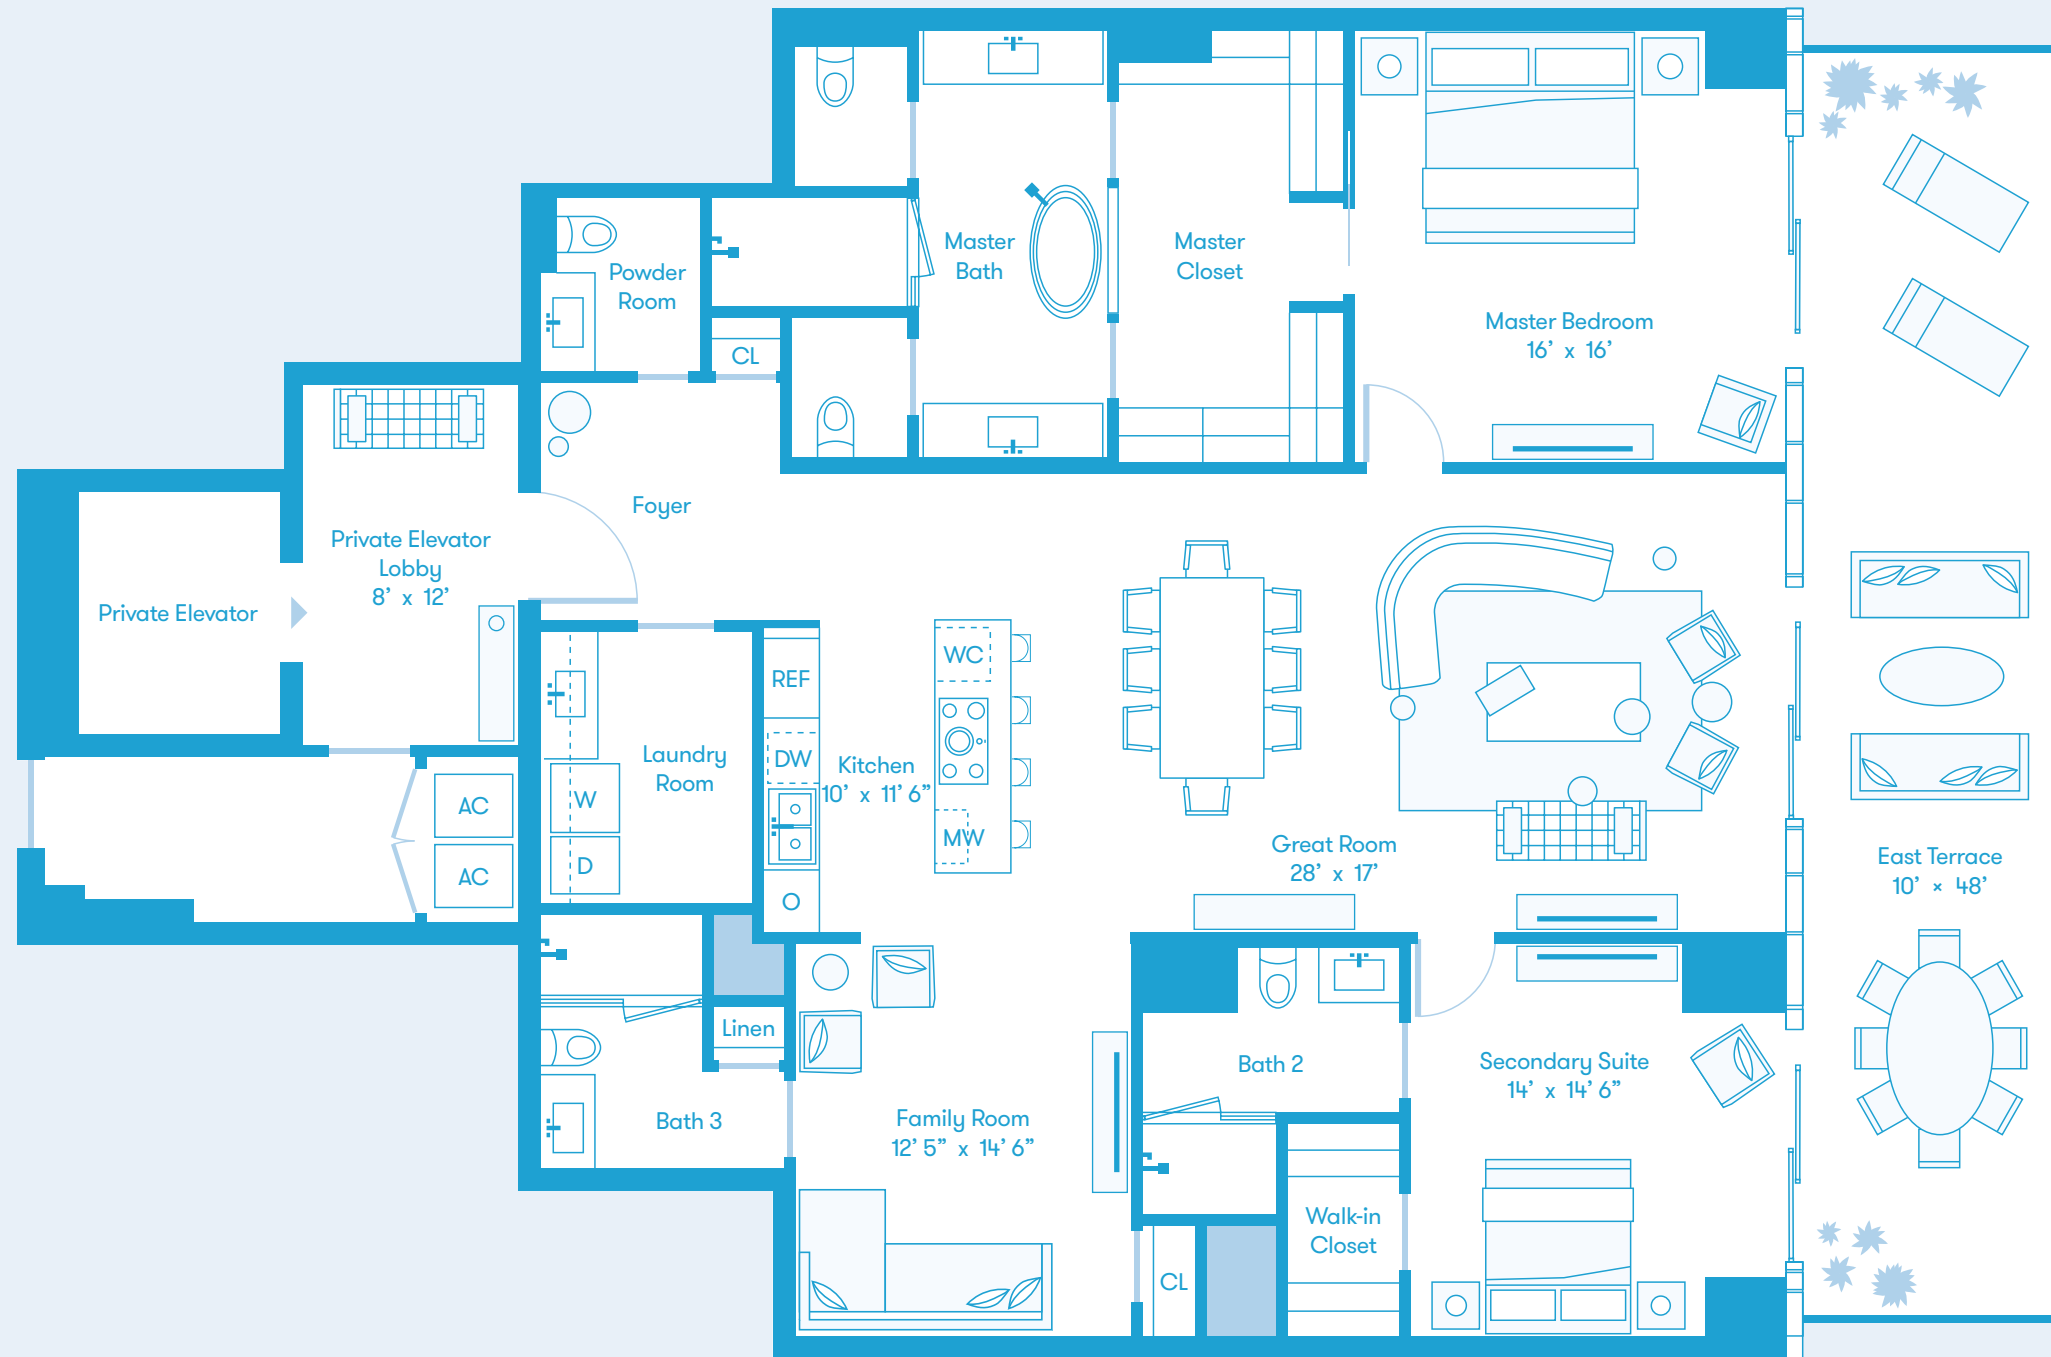 Master
Bath
Master
Closet
Powder
Room
CL
Master Bedroom
16’ x 16’
Foyer
Private Elevator
Lobby
8’ x 12’
Private Elevator
REF
WC
DW
Kitchen
10’ x 11’ 6”
Laundry
Room
W
D
MW
O
AC
AC
Great Room
28’ x 17’
East Terrace
10’ × 48’
Linen
Bath 3
Family Room
12’ 5” x 14’ 6”
Bath 2
Secondary Suite
14’ x 14’ 6”
Walk-in
Closet
CL